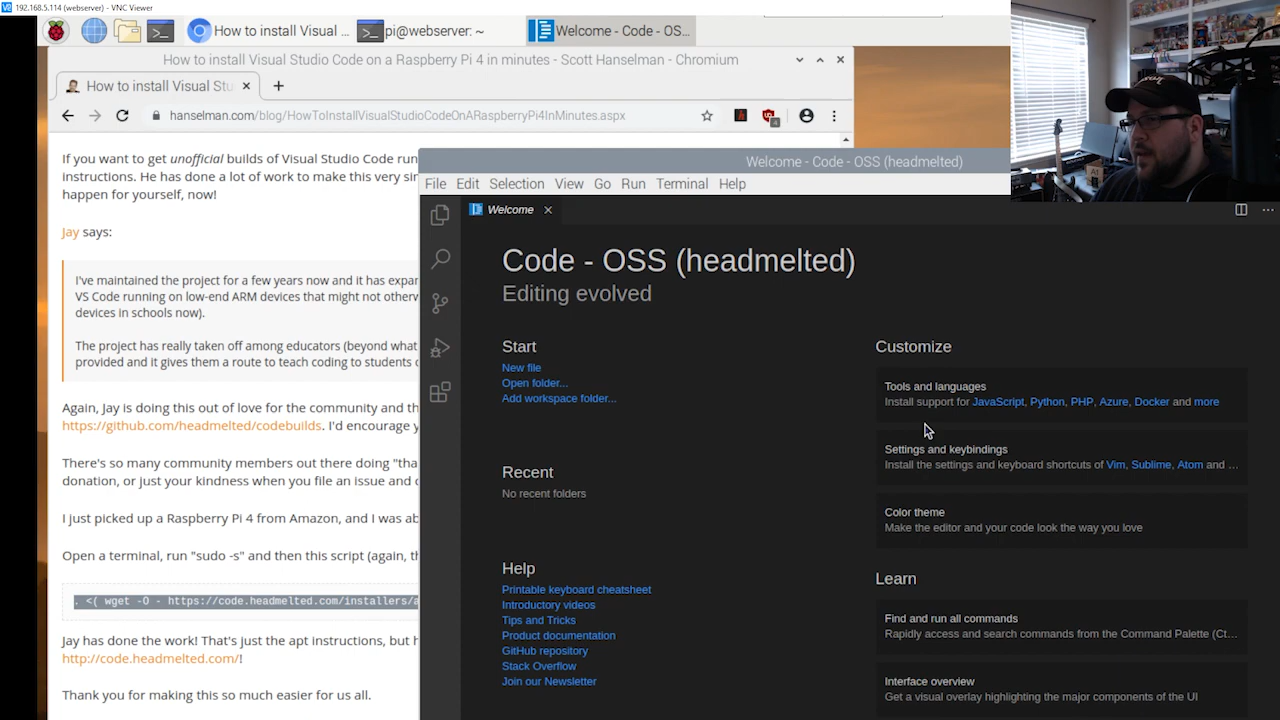 192.168.5.114 (webserver) - VNC Viewer
How to install Visual ...
pi@webserver: ~
Welcome - Code - OS...
How to install Visual Studio Code on a Raspberry Pi 4 in minutes - Scott Hanselman - Chromium
How to install Visual Stu
hanselman.com/blog/How
If you want to get unofficial builds of Visual Studio Code run
instructions. He has done a lot of work to make this very sim
happen for yourself, now!
Jay says:
I've maintained the project for a few years now and it has expan
VS Code running on low-end ARM devices that might not otherw
devices in schools now).
The project has really taken off among educators (beyond what
provided and it gives them a route to teach coding to students o
Again, Jay is doing this out of love for the community and th
https://github.com/headmelted/codebuilds. I'd encourage y
There's so many community members out there doing "tha
donation, or just your kindness when you file an issue and
I just picked up a Raspberry Pi 4 from Amazon, and I was ab
Open a terminal, run "sudo -s" and then this script (again, th
. <( wget -O - https://code.headmelted.com/installers/a
Jay has done the work! That's just the apt instructions, but h
http://code.headmelted.com/!
Thank you for making this so much easier for us all.
Welcome - Code - OSS (headmelted)
File Edit Selection View Go Run Terminal Help
Welcome
Code - OSS (headmelted)
Editing evolved
Start
New file
Open folder...
Add workspace folder...
Recent
No recent folders
Help
Printable keyboard cheatsheet
Introductory videos
Tips and Tricks
Product documentation
GitHub repository
Stack Overflow
Join our Newsletter
Customize
Tools and languages
Install support for JavaScript, Python, PHP, Azure, Docker and more
Settings and keybindings
Install the settings and keyboard shortcuts of Vim, Sublime, Atom and ...
Color theme
Make the editor and your code look the way you love
Learn
Find and run all commands
Rapidly access and search commands from the Command Palette (Ct...
Interface overview
Get a visual overlay highlighting the major components of the UI